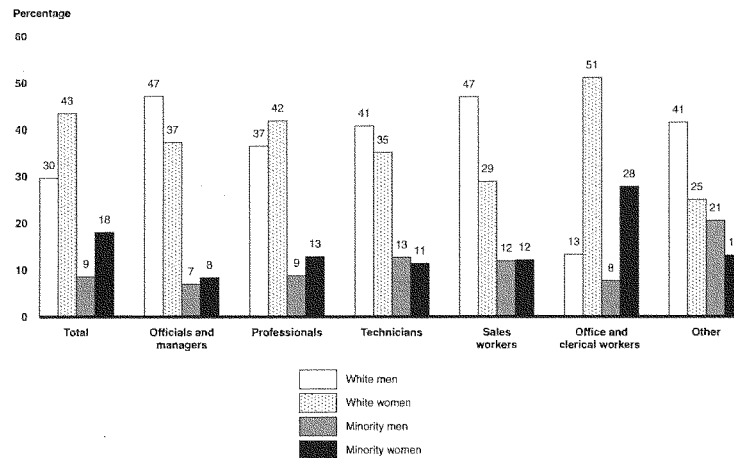 Percentage
60
50
40
30
20
10
0
30
43
9
18
47
37
7
8
37
42
9
13
41
35
13
11
47
29
12
12
13
51
8
28
41
25
21
Total
Officials and
managers
Professionals
Technicians
Sales
workers
Office and
clerical workers
Other
White men
White women
Minority men
Minority women